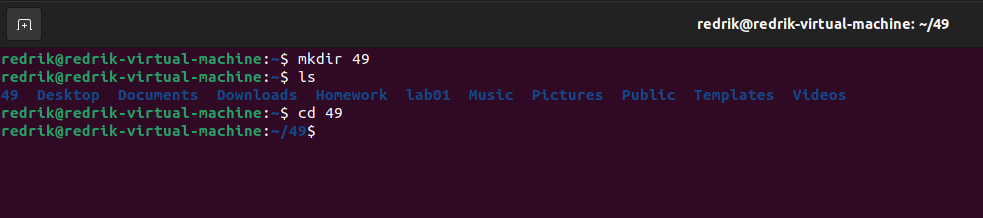 redrik@redrik-virtual-machine: ~/49
redrik@redrik-virtual-machine:~$ mkdir 49
redrik@redrik-virtual-machine:~$ ls
49 Desktop Documents Downloads Homework lab01 Music Pictures Public Templates Videos
redrik@redrik-virtual-machine:~$ cd 49
redrik@redrik-virtual-machine:~/49$